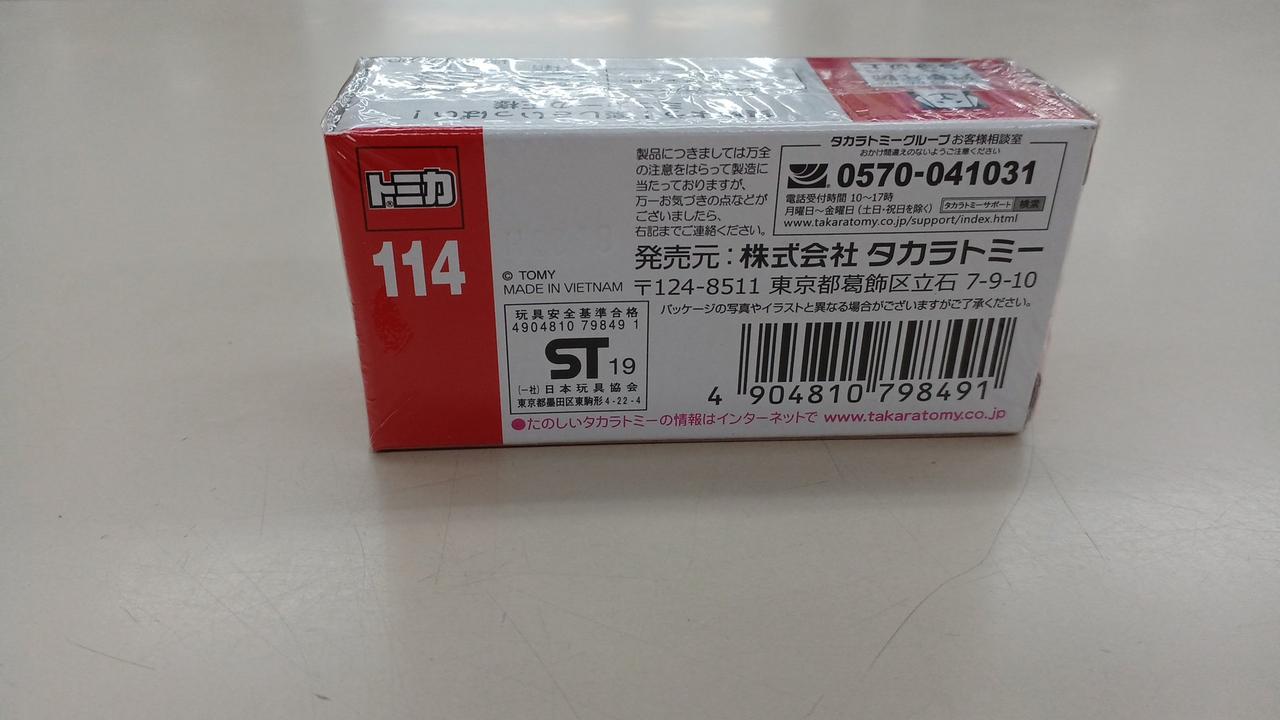 トミカ
114
製品につきましては万全
の注意をはらって製造に
当たっておりますが、
万一お気づきの点などが
ございましたら、
右記までご連絡ください。
タカラトミーグループお客様相談室
おかけ間違えのないようご注意ください
0570-041031
電話受付時間 10〜17時
月曜日〜金曜日 (土日・祝日を除く) タカラトミーサポート 検索
www.takaratomy.co.jp/support/index.html
発売元:株式会社 タカラトミー
〒124-8511 東京都葛飾区立石 7-9-10
パッケージの写真やイラストと異なる場合がございますがご了承ください。
© TOMY
MADE IN VIETNAM
玩具安全基準合格
4904810 79849 1
ST 19
(一社)日本玩具協会
東京都墨田区東駒形4-22-4
4 904810 798491
●たのしいタカラトミーの情報はインターネットで www.takaratomy.co.jp